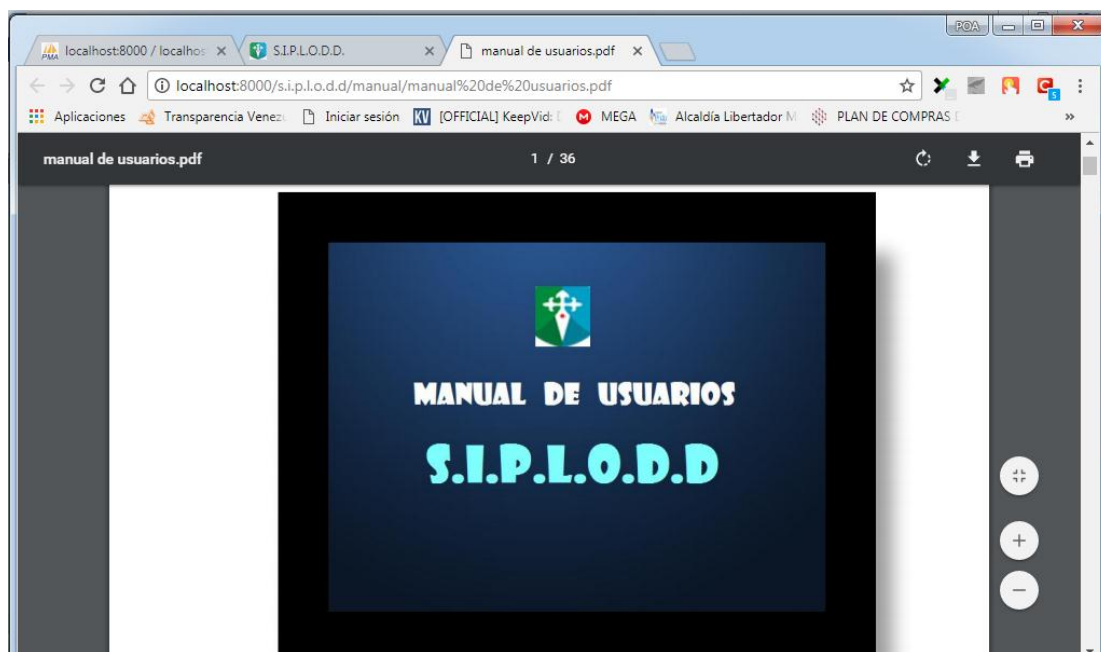 POA
localhost:8000 / localhos
S.I.P.L.O.D.D.
manual de usuarios.pdf
localhost:8000/s.i.p.l.o.d.d/manual/manual%20de%20usuarios.pdf
Aplicaciones Transparencia Venez Iniciar sesión KV [OFFICIAL] KeepVid: MEGA Alcaldía Libertador M PLAN DE COMPRAS
manual de usuarios.pdf 1 / 36
MANUAL DE USUARIOS
S.I.P.L.O.D.D